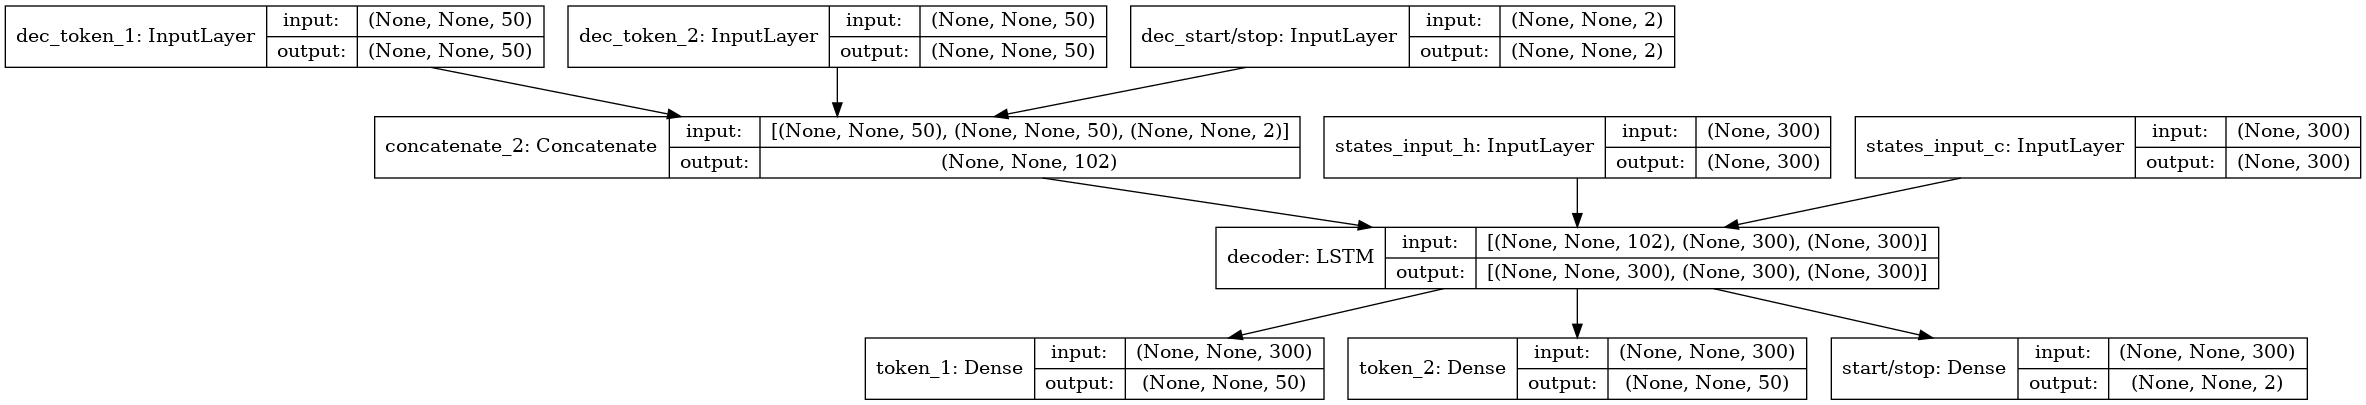 dec_token_1: InputLayer
input: (None, None, 50)
output: (None, None, 50)
dec_token_2: InputLayer
input: (None, None, 50)
output: (None, None, 50)
dec_start/stop: InputLayer
input: (None, None, 2)
output: (None, None, 2)
concatenate_2: Concatenate
input: [(None, None, 50), (None, None, 50), (None, None, 2)]
output: (None, None, 102)
states_input_h: InputLayer
input: (None, 300)
output: (None, 300)
states_input_c: InputLayer
input: (None, 300)
output: (None, 300)
decoder: LSTM
input: [(None, None, 102), (None, 300), (None, 300)]
output: [(None, None, 300), (None, 300), (None, 300)]
token_1: Dense
input: (None, None, 300)
output: (None, None, 50)
token_2: Dense
input: (None, None, 300)
output: (None, None, 50)
start/stop: Dense
input: (None, None, 300)
output: (None, None, 2)